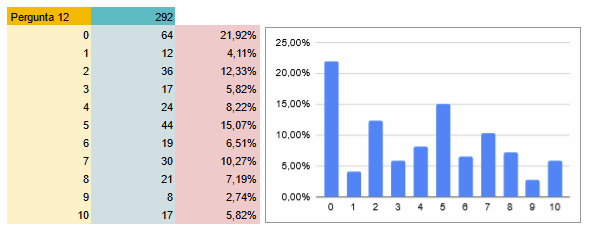 Pergunta 12 292
0 64 21,92%
1 12 4,11%
2 36 12,33%
3 17 5,82%
4 24 8,22%
5 44 15,07%
6 19 6,51%
7 30 10,27%
8 21 7,19%
9 8 2,74%
10 17 5,82%
25,00%
20,00%
15,00%
10,00%
5,00%
0,00%
0 1 2 3 4 5 6 7 8 9 10